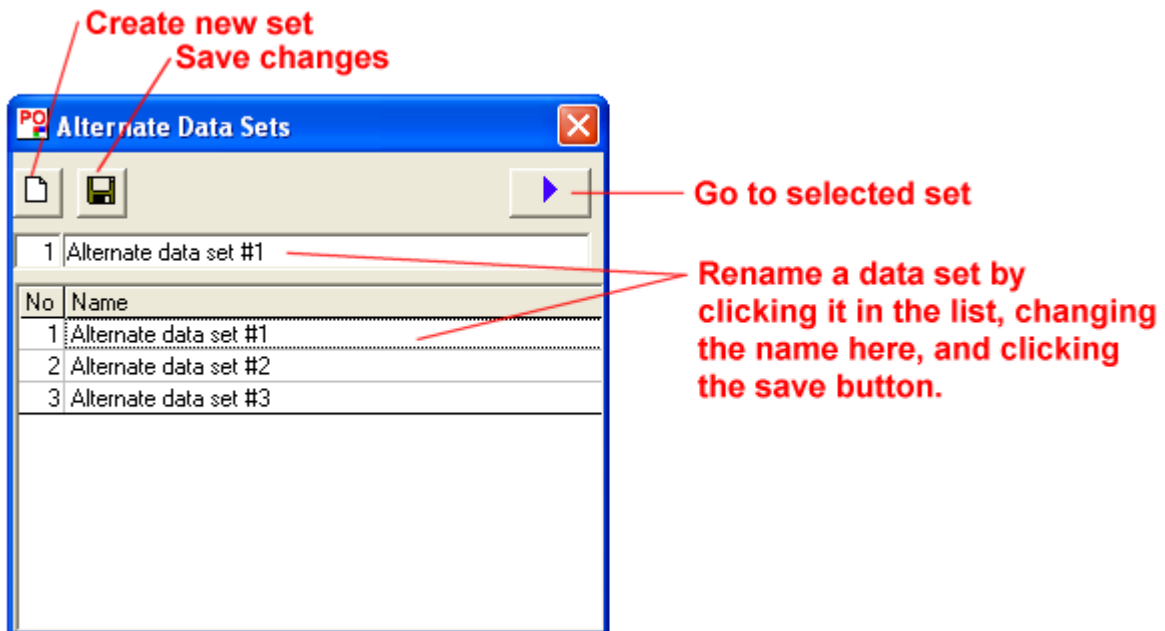 Create new set
Save changes
PO Alternate Data Sets
Go to selected set
1 Alternate data set #1
Rename a data set by
clicking it in the list, changing
the name here, and clicking
the save button.
No Name
1 Alternate data set #1
2 Alternate data set #2
3 Alternate data set #3